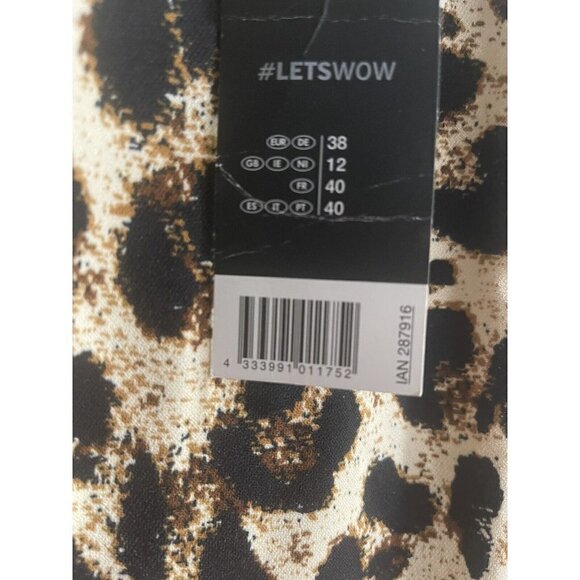 #LETSWOW
EUR DE 38
GB IE NI 12
FR 40
ES IT PT 40
4 333991 011752
IAN 287916